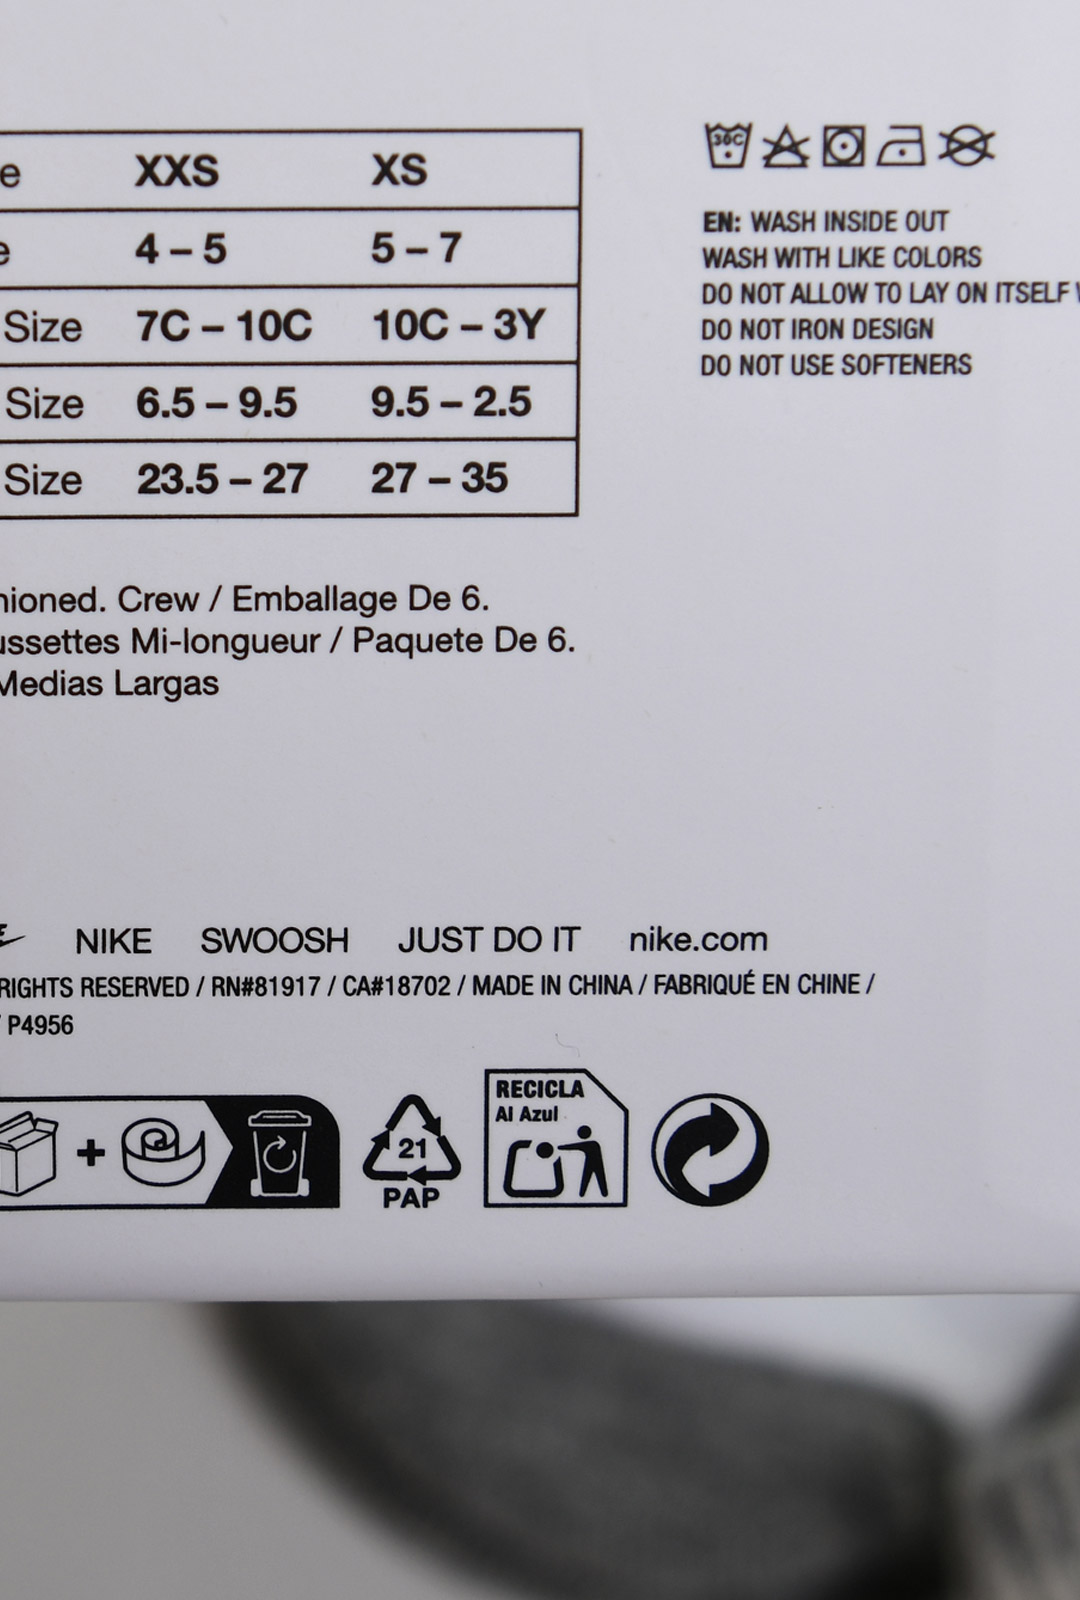 XXS XS
4 – 5 5 – 7
Size 7C – 10C 10C – 3Y
Size 6.5 – 9.5 9.5 – 2.5
Size 23.5 – 27 27 – 35
30C
EN: WASH INSIDE OUT
WASH WITH LIKE COLORS
DO NOT ALLOW TO LAY ON ITSELF
DO NOT IRON DESIGN
DO NOT USE SOFTENERS
Crew / Emballage De 6.
Mi-longueur / Paquete De 6.
Medias Largas
NIKE SWOOSH JUST DO IT nike.com
RIGHTS RESERVED / RN#81917 / CA#18702 / MADE IN CHINA / FABRIQUÉ EN CHINE /
/ P4956
21
PAP
RECICLA
Al Azul